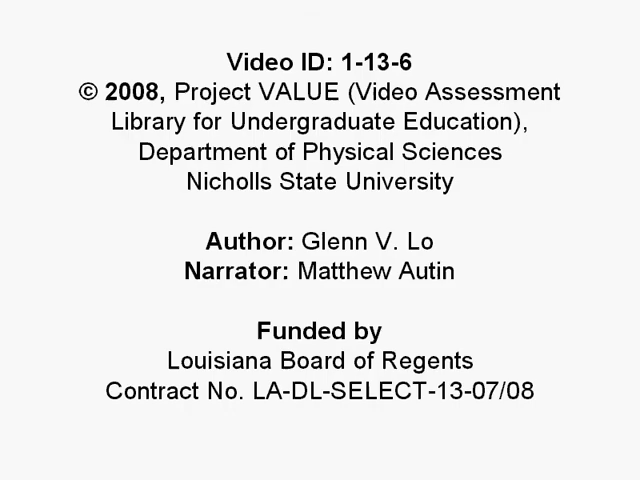 Video ID: 1-13-6
© 2008, Project VALUE (Video Assessment
Library for Undergraduate Education),
Department of Physical Sciences
Nicholls State University
Author: Glenn V. Lo
Narrator: Matthew Autin
Funded by
Louisiana Board of Regents
Contract No. LA-DL-SELECT-13-07/08